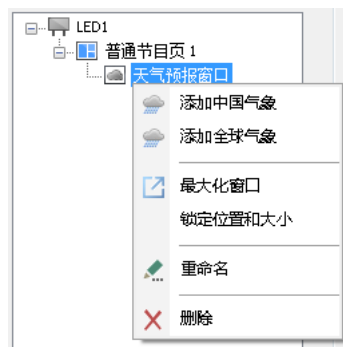 LED1
普通节目页 1
天气预报窗口
添加中国气象
添加全球气象
最大化窗口
锁定位置和大小
重命名
删除